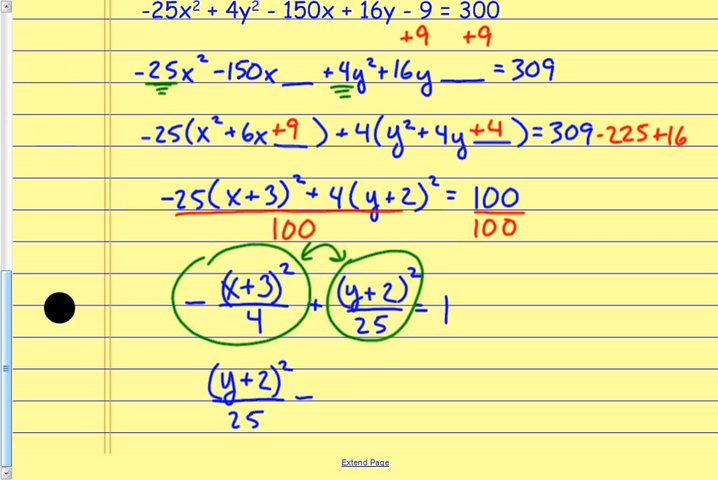 -25x² + 4y² - 150x + 16y - 9 = 300
+9 +9
-25x² -150x __ +4y² +16y __ = 309
-25(x² + 6x +9) + 4(y² + 4y +4) = 309 -225 +16
-25(x+3)² + 4(y+2)² = 100
100 100
- (x+3)²/4 + (y+2)²/25 = 1
(y+2)²/25 -
Extend Page